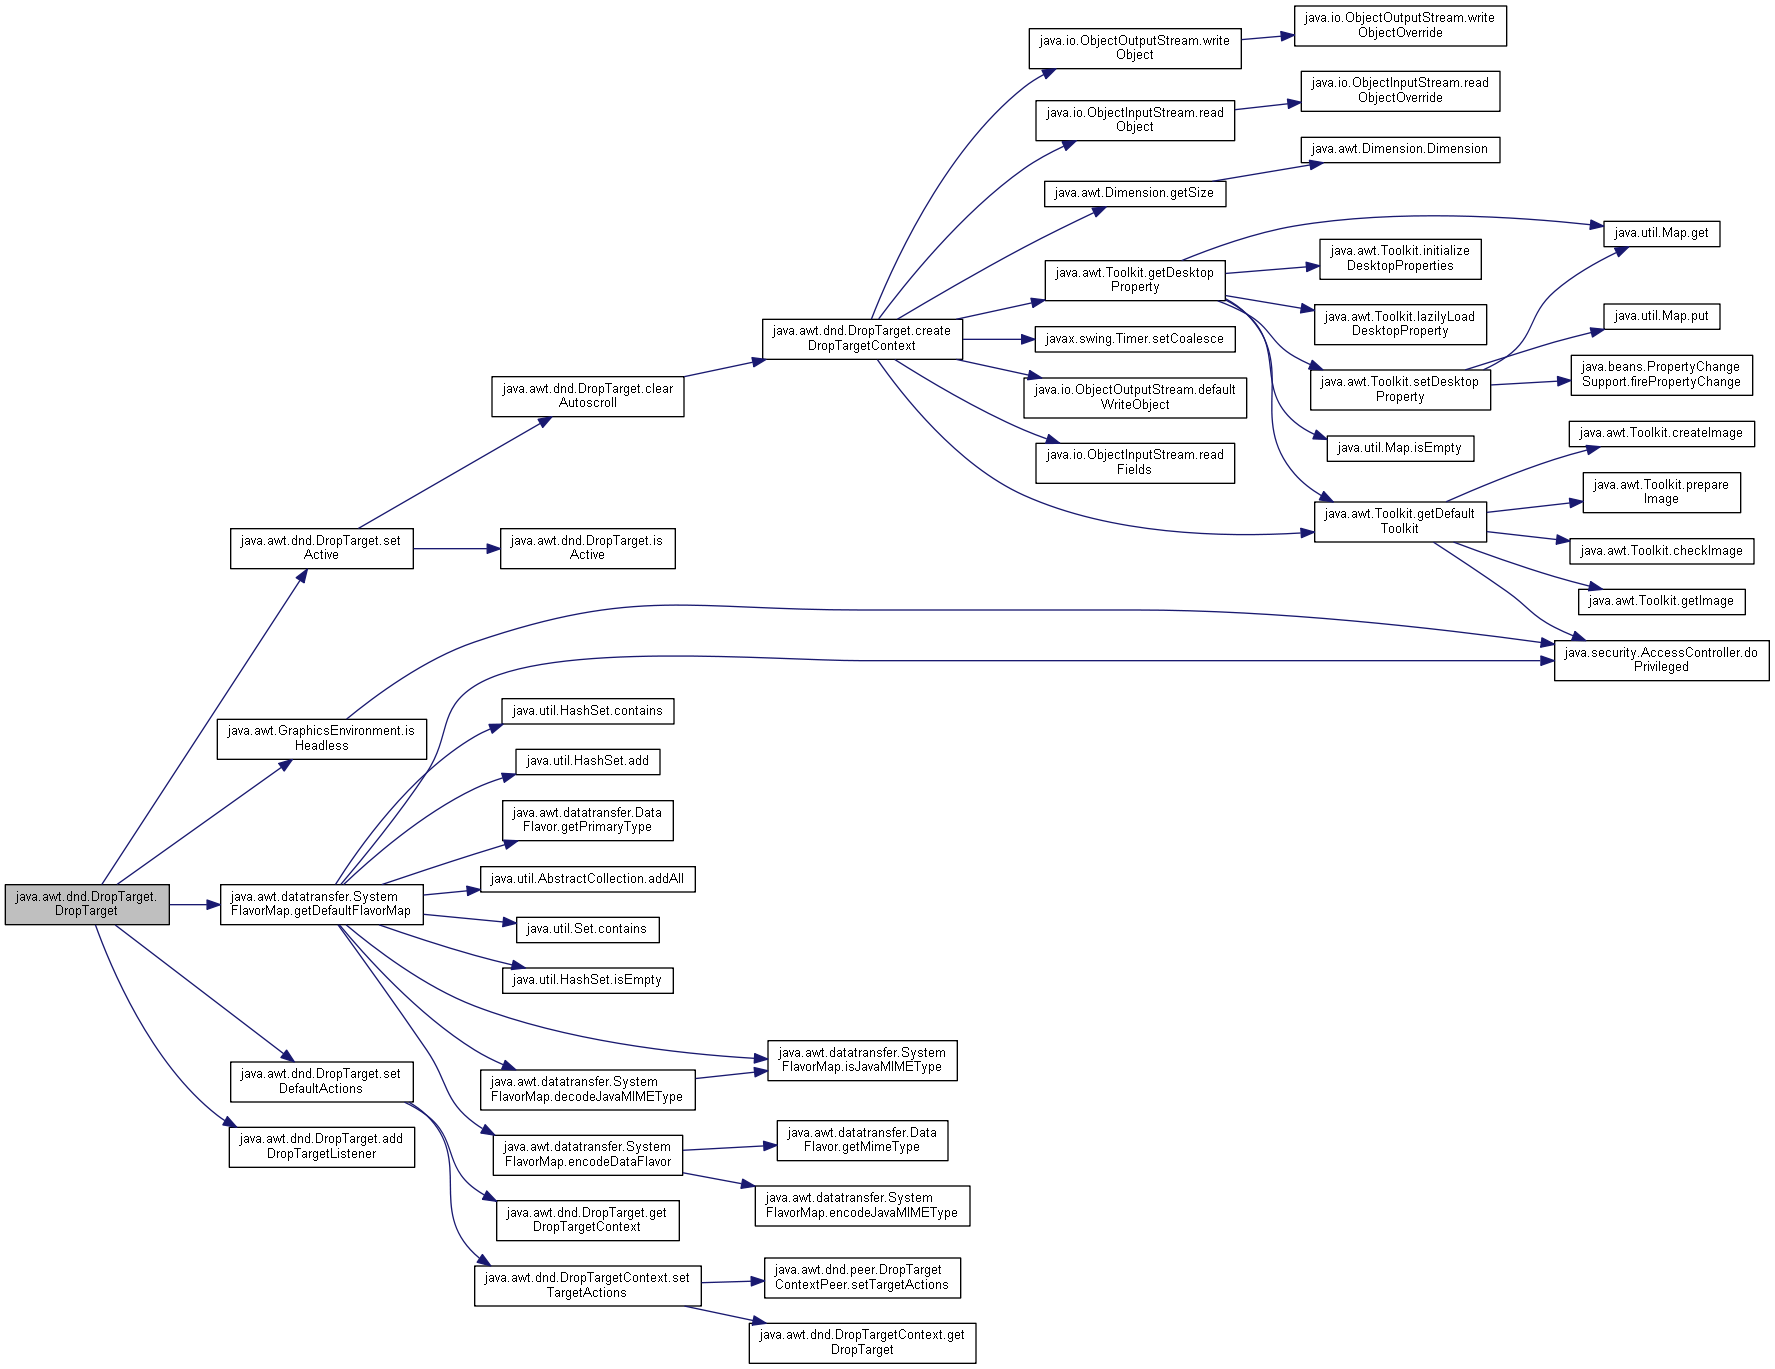 java.awt.dnd.DropTarget.
DropTarget
java.awt.dnd.DropTarget.set
Active
java.awt.GraphicsEnvironment.is
Headless
java.awt.datatransfer.System
FlavorMap.getDefaultFlavorMap
java.awt.dnd.DropTarget.set
DefaultActions
java.awt.dnd.DropTarget.add
DropTargetListener
java.awt.dnd.DropTarget.clear
Autoscroll
java.awt.dnd.DropTarget.is
Active
java.util.HashSet.contains
java.util.HashSet.add
java.awt.datatransfer.Data
Flavor.getPrimaryType
java.util.AbstractCollection.addAll
java.util.Set.contains
java.util.HashSet.isEmpty
java.awt.datatransfer.System
FlavorMap.decodeJavaMIMEType
java.awt.datatransfer.System
FlavorMap.encodeDataFlavor
java.awt.dnd.DropTarget.get
DropTargetContext
java.awt.dnd.DropTargetContext.set
TargetActions
java.awt.dnd.DropTarget.create
DropTargetContext
java.awt.datatransfer.System
FlavorMap.isJavaMIMEType
java.awt.datatransfer.Data
Flavor.getMimeType
java.awt.datatransfer.System
FlavorMap.encodeJavaMIMEType
java.awt.dnd.peer.DropTarget
ContextPeer.setTargetActions
java.awt.dnd.DropTargetContext.get
DropTarget
java.io.ObjectOutputStream.write
Object
java.io.ObjectInputStream.read
Object
java.awt.Dimension.getSize
java.awt.Toolkit.getDesktop
Property
javax.swing.Timer.setCoalesce
java.io.ObjectOutputStream.default
WriteObject
java.io.ObjectInputStream.read
Fields
java.io.ObjectOutputStream.write
ObjectOverride
java.io.ObjectInputStream.read
ObjectOverride
java.awt.Dimension.Dimension
java.awt.Toolkit.initialize
DesktopProperties
java.awt.Toolkit.lazilyLoad
DesktopProperty
java.awt.Toolkit.setDesktop
Property
java.util.Map.isEmpty
java.awt.Toolkit.getDefault
Toolkit
java.util.Map.get
java.util.Map.put
java.beans.PropertyChange
Support.firePropertyChange
java.awt.Toolkit.createImage
java.awt.Toolkit.prepare
Image
java.awt.Toolkit.checkImage
java.awt.Toolkit.getImage
java.security.AccessController.do
Privileged